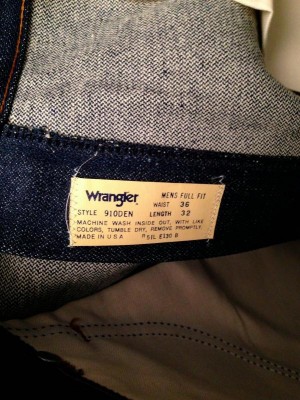 Wrangler MENS FULL FIT
WAIST 36
STYLE 910DEN LENGTH 32
MACHINE WASH INSIDE OUT, WITH LIKE
COLORS, TUMBLE DRY, REMOVE PROMPTLY
MADE IN U.S.A.